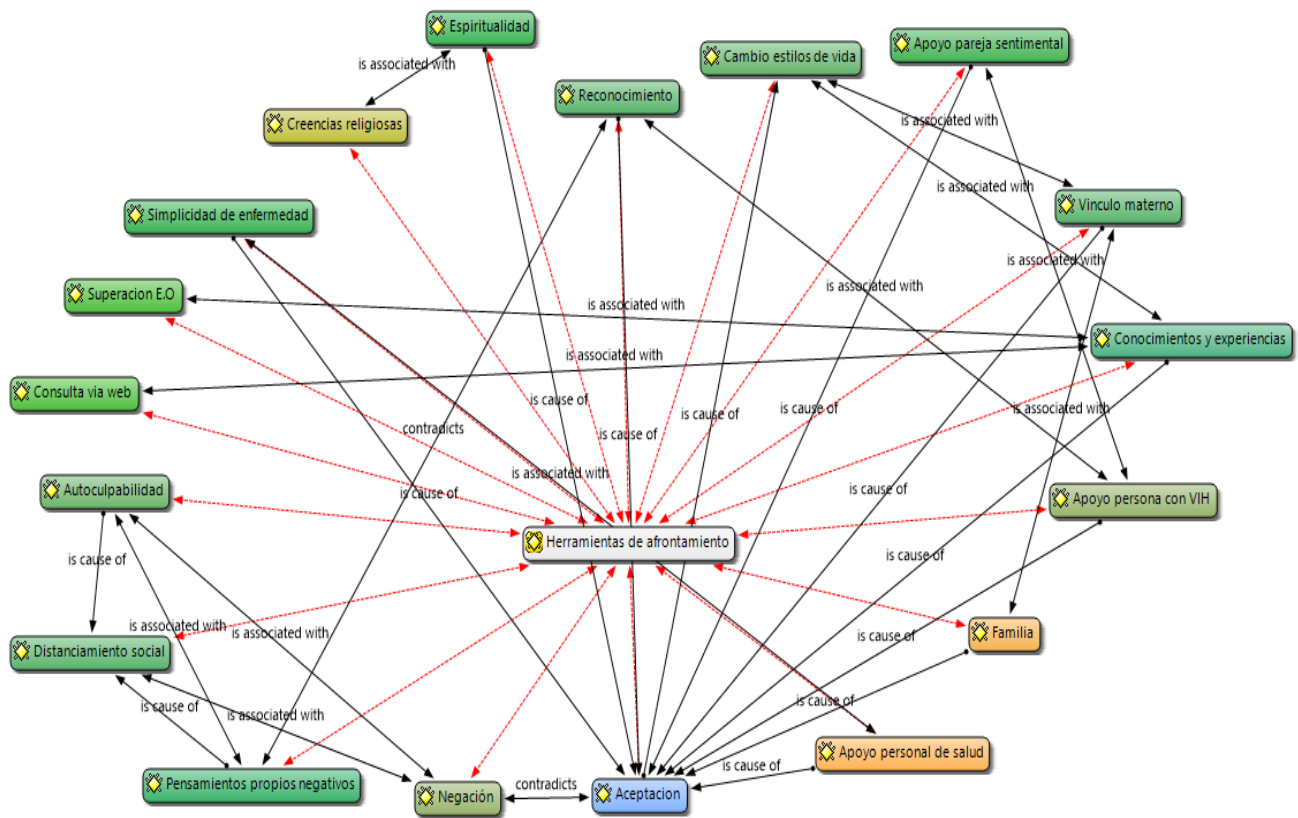 Espiritualidad
Apoyo pareja sentimental
Cambio estilos de vida
is associated with
Reconocimiento
Creencias religiosas
is associated with
is associated with
Simplicidad de enfermedad
Vinculo materno
is associated with
Superacion E.O
is associated with
Conocimientos y experiencias
is associated with
Consulta via web
is cause of
is cause of
is cause of
is associated with
contradicts
is cause of
is associated with
Autoculpabilidad
is cause of
is cause of
Apoyo persona con VIH
Herramientas de afrontamiento
is cause of
is cause of
is associated with
is associated with
Familia
is cause of
Distanciamiento social
is cause of
is cause of
is associated with
Apoyo personal de salud
is cause of
Pensamientos propios negativos
Negación
contradicts
Aceptacion